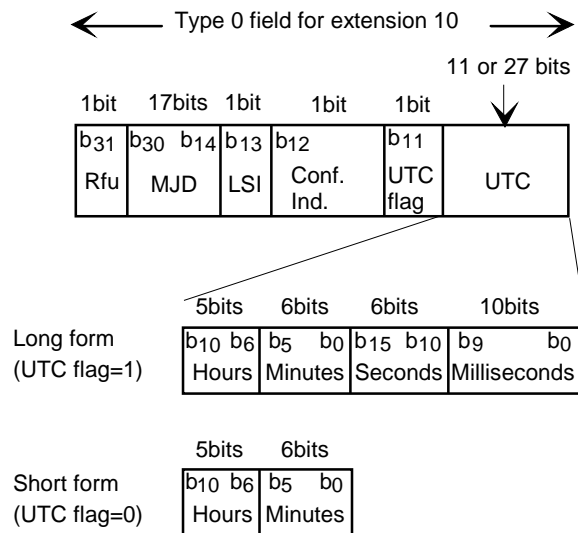 Type 0 field for extension 10
11 or 27 bits
1bit 17bits 1bit 1bit 1bit
b31 b30 b14 b13 b12 b11
Rfu MJD LSI Conf. Ind. UTC flag UTC
5bits 6bits 6bits 10bits
Long form
(UTC flag=1)
b10 b6 b5 b0 b15 b10 b9 b0
Hours Minutes Seconds Milliseconds
5bits 6bits
Short form
(UTC flag=0)
b10 b6 b5 b0
Hours Minutes